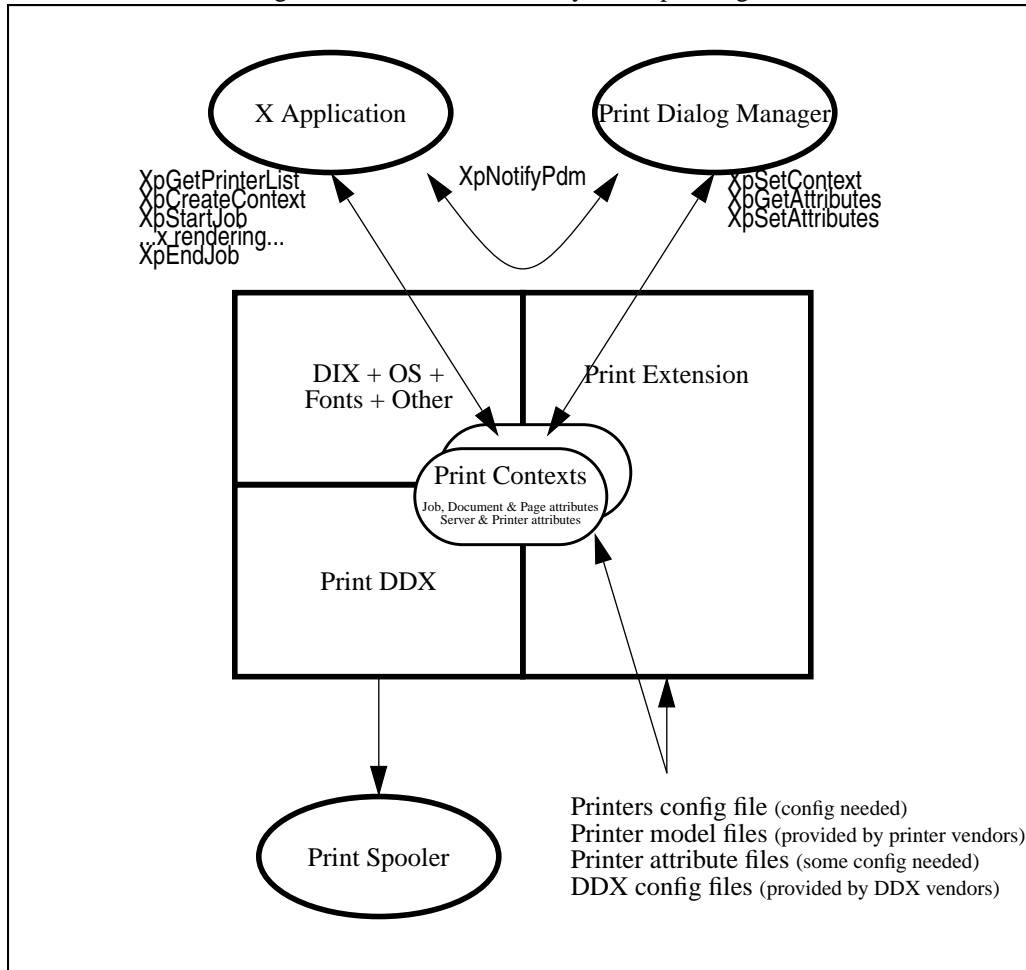 X Application
Print Dialog Manager
XpGetPrinterList
XpCreateContext
XpStartJob
...x rendering...
XpEndJob
XpNotifyPdm
XpSetContext
XpGetAttributes
XpSetAttributes
DIX + OS +
Fonts + Other
Print Extension
Print Contexts
Job, Document & Page attributes
Server & Printer attributes
Print DDX
Print Spooler
Printers config file (config needed)
Printer model files (provided by printer vendors)
Printer attribute files (some config needed)
DDX config files (provided by DDX vendors)